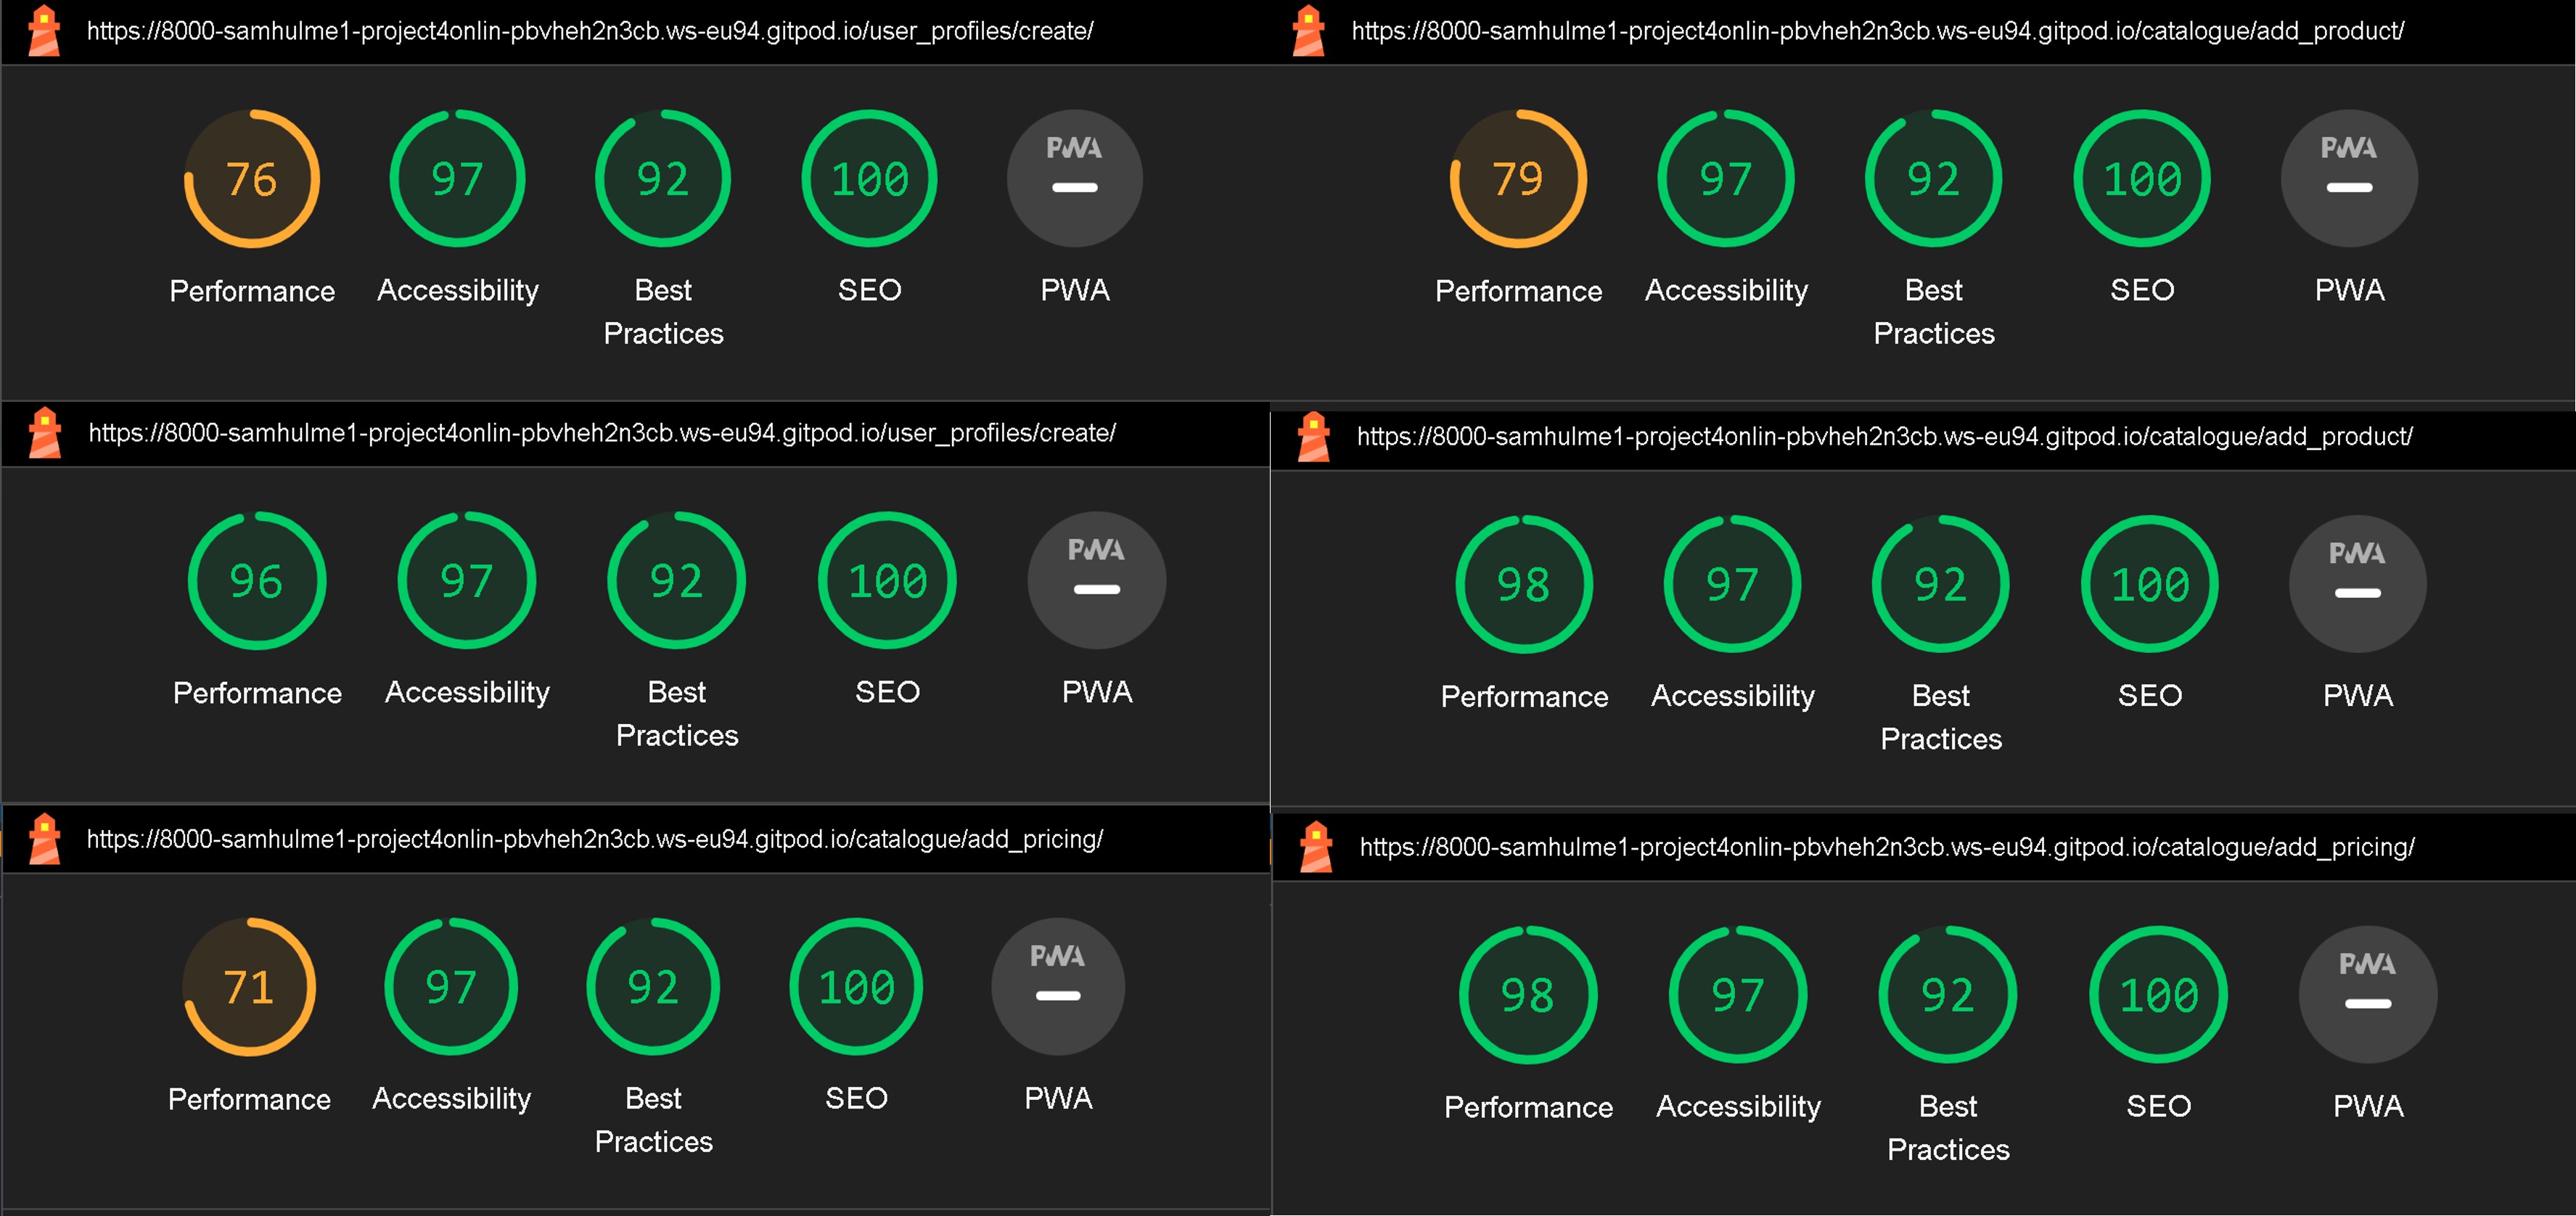 https://8000-samhulme1-project4onlin-pbvheh2n3cb.ws-eu94.gitpod.io/user_profiles/create/
76
97
92
100
PWA
Performance
Accessibility
Best
Practices
SEO
PWA
https://8000-samhulme1-project4onlin-pbvheh2n3cb.ws-eu94.gitpod.io/catalogue/add_product/
79
97
92
100
PWA
Performance
Accessibility
Best
Practices
SEO
PWA
https://8000-samhulme1-project4onlin-pbvheh2n3cb.ws-eu94.gitpod.io/user_profiles/create/
96
97
92
100
PWA
Performance
Accessibility
Best
Practices
SEO
PWA
https://8000-samhulme1-project4onlin-pbvheh2n3cb.ws-eu94.gitpod.io/catalogue/add_product/
98
97
92
100
PWA
Performance
Accessibility
Best
Practices
SEO
PWA
https://8000-samhulme1-project4onlin-pbvheh2n3cb.ws-eu94.gitpod.io/catalogue/add_pricing/
71
97
92
100
PWA
Performance
Accessibility
Best
Practices
SEO
PWA
https://8000-samhulme1-project4onlin-pbvheh2n3cb.ws-eu94.gitpod.io/catalogue/add_pricing/
98
97
92
100
PWA
Performance
Accessibility
Best
Practices
SEO
PWA